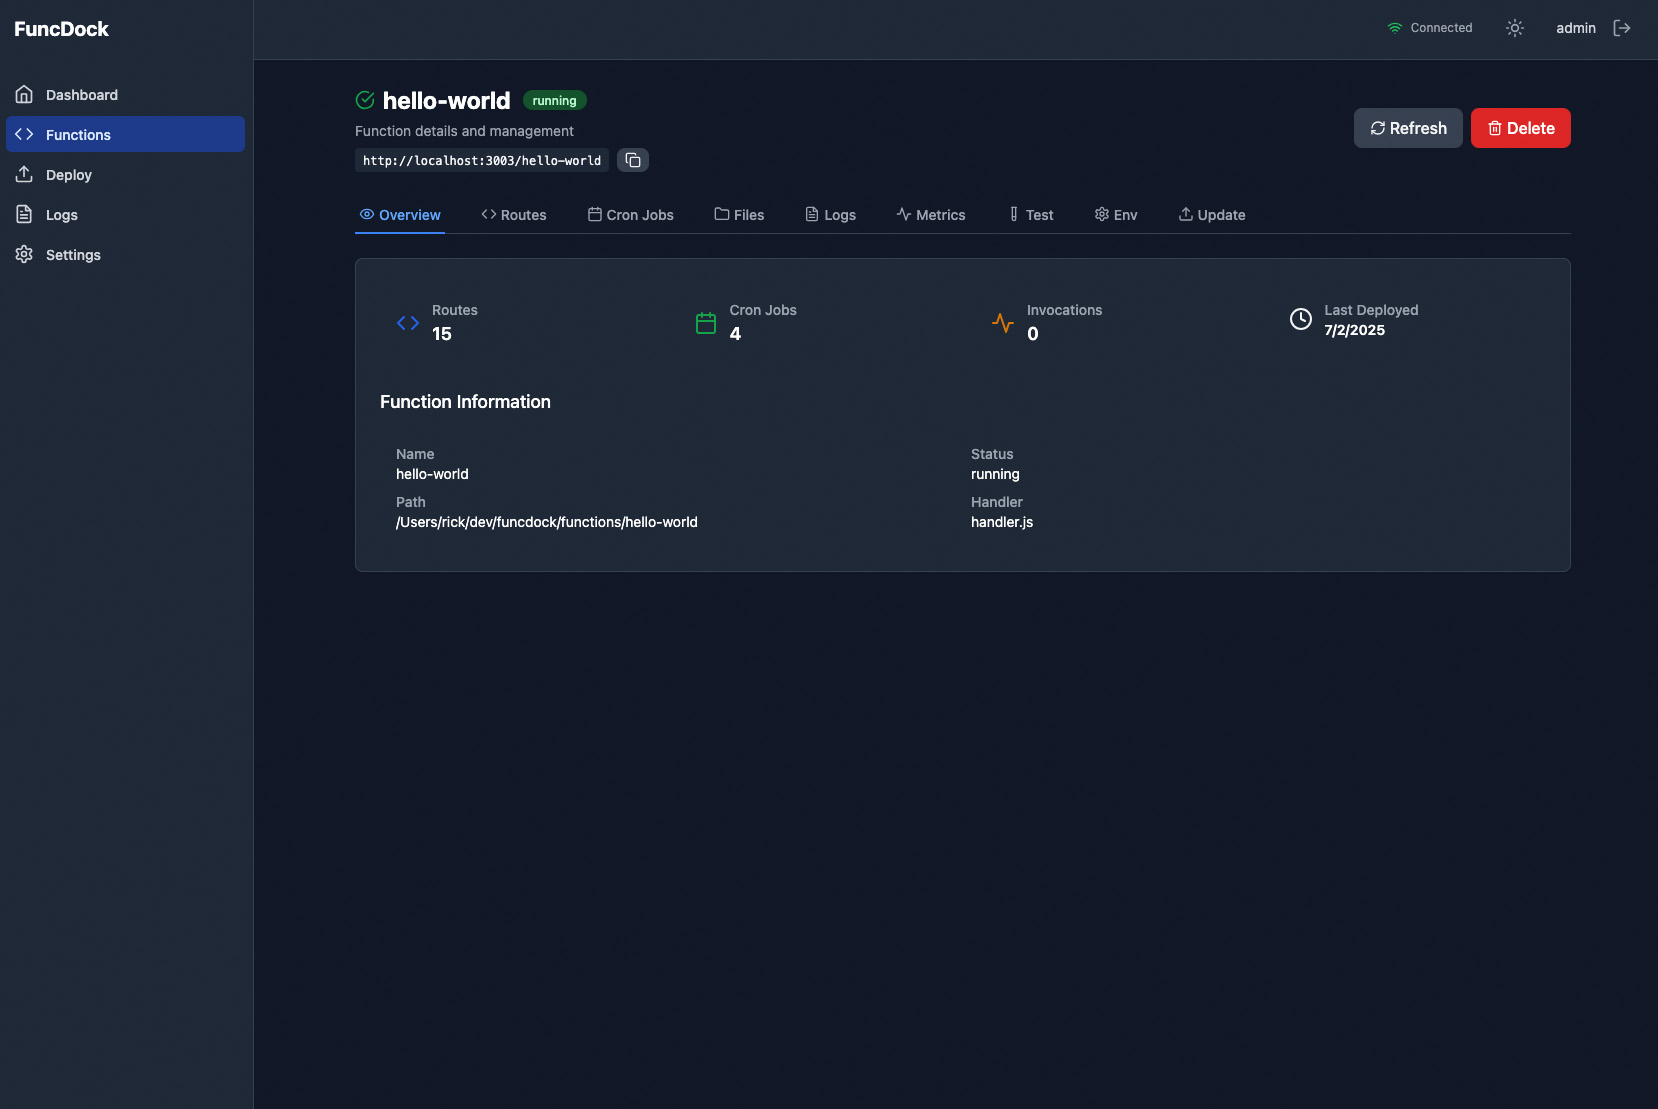 FuncDock
Connected
admin
Dashboard
Functions
Deploy
Logs
Settings
hello-world running
Function details and management
http://localhost:3003/hello-world
Refresh
Delete
Overview Routes Cron Jobs Files Logs Metrics Test Env Update
Routes
15
Cron Jobs
4
Invocations
0
Last Deployed
7/2/2025
Function Information
Name
hello-world
Status
running
Path
/Users/rick/dev/funcdock/functions/hello-world
Handler
handler.js